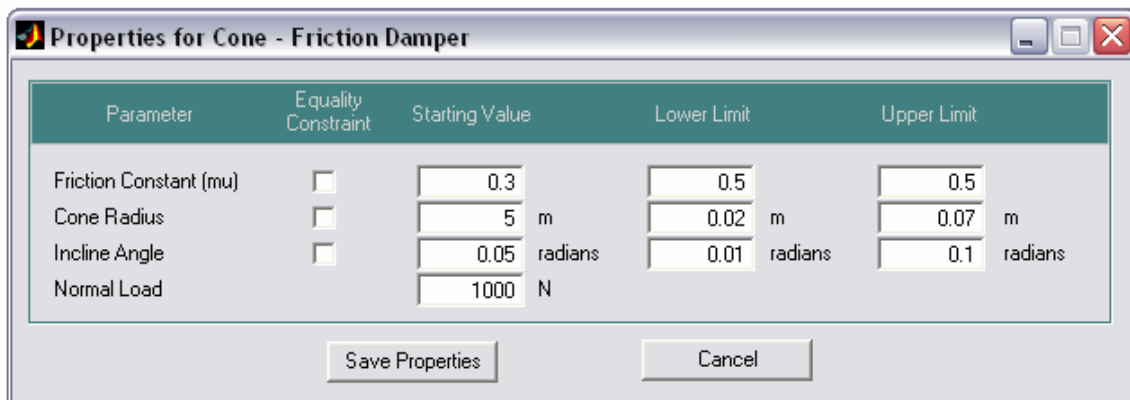 Properties for Cone - Friction Damper
Parameter Equality Constraint Starting Value Lower Limit Upper Limit
Friction Constant (mu) 0.3 0.5 0.5
Cone Radius 5 m 0.02 m 0.07 m
Incline Angle 0.05 radians 0.01 radians 0.1 radians
Normal Load 1000 N
Save Properties Cancel